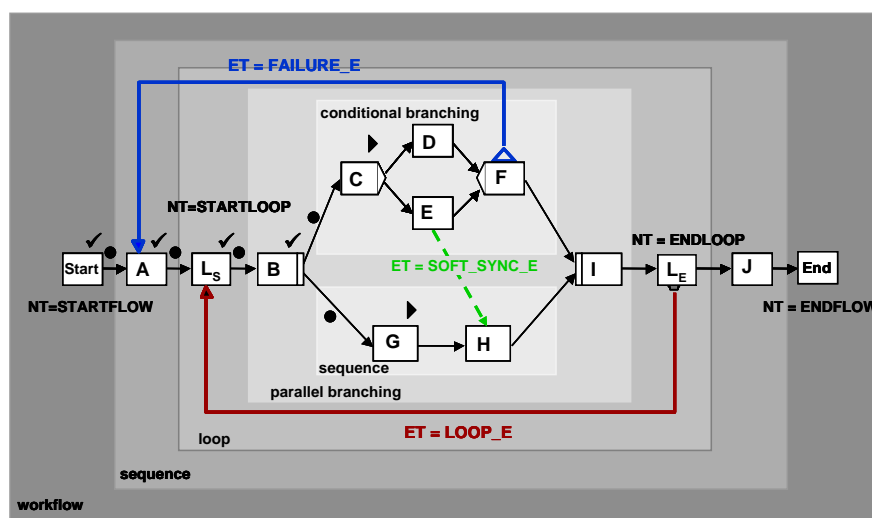 ET = FAILURE_E
conditional branching
D
C
F
E
NT=STARTLOOP
NT = ENDLOOP
Start
A
LS
B
ET = SOFT_SYNC_E
I
LE
J
End
NT=STARTFLOW
NT = ENDFLOW
G
H
sequence
parallel branching
ET = LOOP_E
loop
sequence
workflow